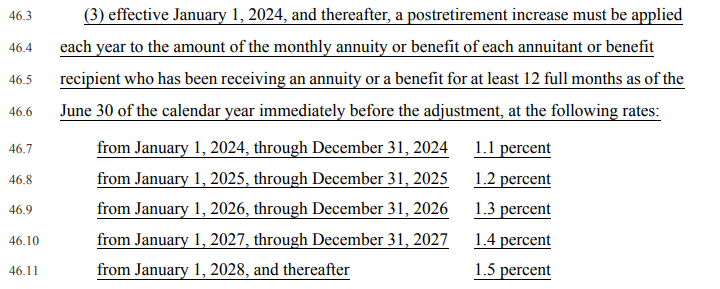 46.3 (3) effective January 1, 2024, and thereafter, a postretirement increase must be applied
46.4 each year to the amount of the monthly annuity or benefit of each annuitant or benefit
46.5 recipient who has been receiving an annuity or a benefit for at least 12 full months as of the
46.6 June 30 of the calendar year immediately before the adjustment, at the following rates:
46.7 from January 1, 2024, through December 31, 2024 1.1 percent
46.8 from January 1, 2025, through December 31, 2025 1.2 percent
46.9 from January 1, 2026, through December 31, 2026 1.3 percent
46.10 from January 1, 2027, through December 31, 2027 1.4 percent
46.11 from January 1, 2028, and thereafter 1.5 percent